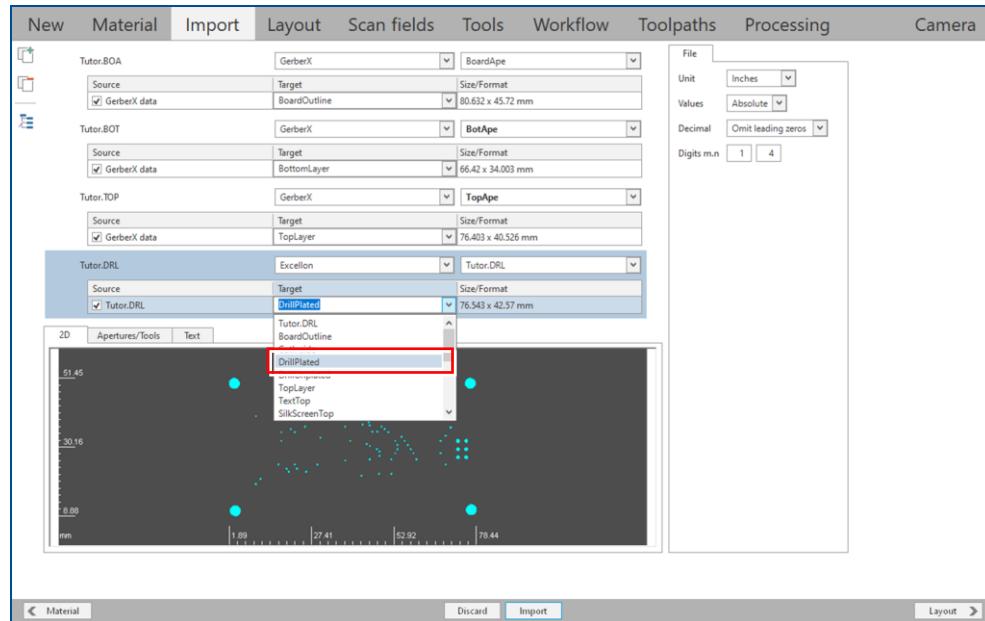 New Material Import Layout Scan fields Tools Workflow Toolpaths Processing Camera
Tutor.BOA GerberX BoardApe
Source Target Size/Format
GerberX data BoardOutline 80.632 x 45.72 mm
Tutor.BOT GerberX BotApe
Source Target Size/Format
GerberX data BottomLayer 66.42 x 34.003 mm
Tutor.TOP GerberX TopApe
Source Target Size/Format
GerberX data TopLayer 76.403 x 40.526 mm
Tutor.DRL Excellon Tutor.DRL
Source Target Size/Format
Tutor.DRL DrillPlated 76.543 x 42.57 mm
Tutor.DRL
BoardOutline
DrillPlated
TopLayer
TextTop
SilkScreenTop
File
Unit Inches
Values Absolute
Decimal Omit leading zeros
Digits m.n 1 4
2D Apertures/Tools Text
51.45
30.16
8.88
mm 1.89 27.41 52.92 78.44
Material Discard Import Layout